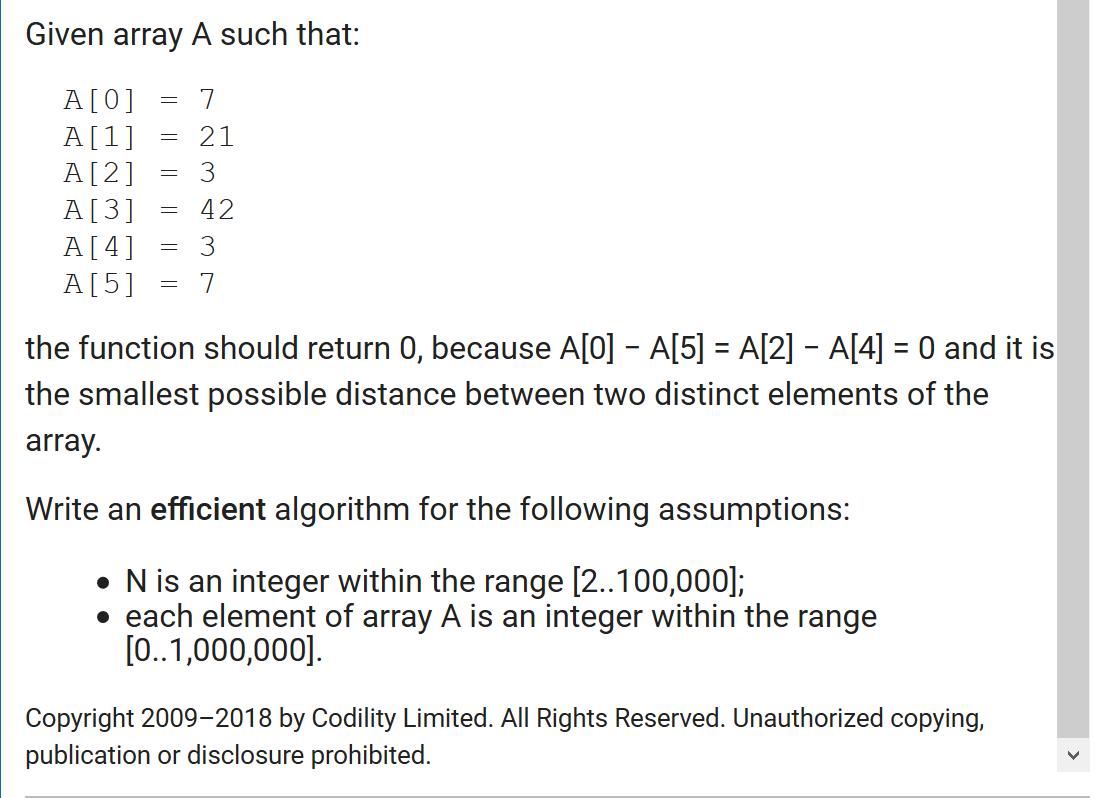 Given array A such that:
A[0] = 7
A[1] = 21
A[2] = 3
A[3] = 42
A[4] = 3
A[5] = 7
the function should return 0, because A[0] − A[5] = A[2] − A[4] = 0 and it is
the smallest possible distance between two distinct elements of the
array.
Write an efficient algorithm for the following assumptions:
• N is an integer within the range [2..100,000];
• each element of array A is an integer within the range
[0..1,000,000].
Copyright 2009–2018 by Codility Limited. All Rights Reserved. Unauthorized copying,
publication or disclosure prohibited.